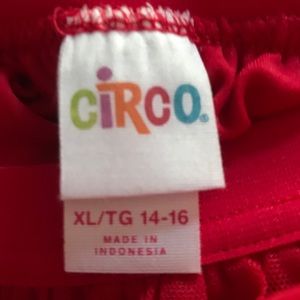 CiRCO®
XL/TG 14-16
MADE IN
INDONESIA